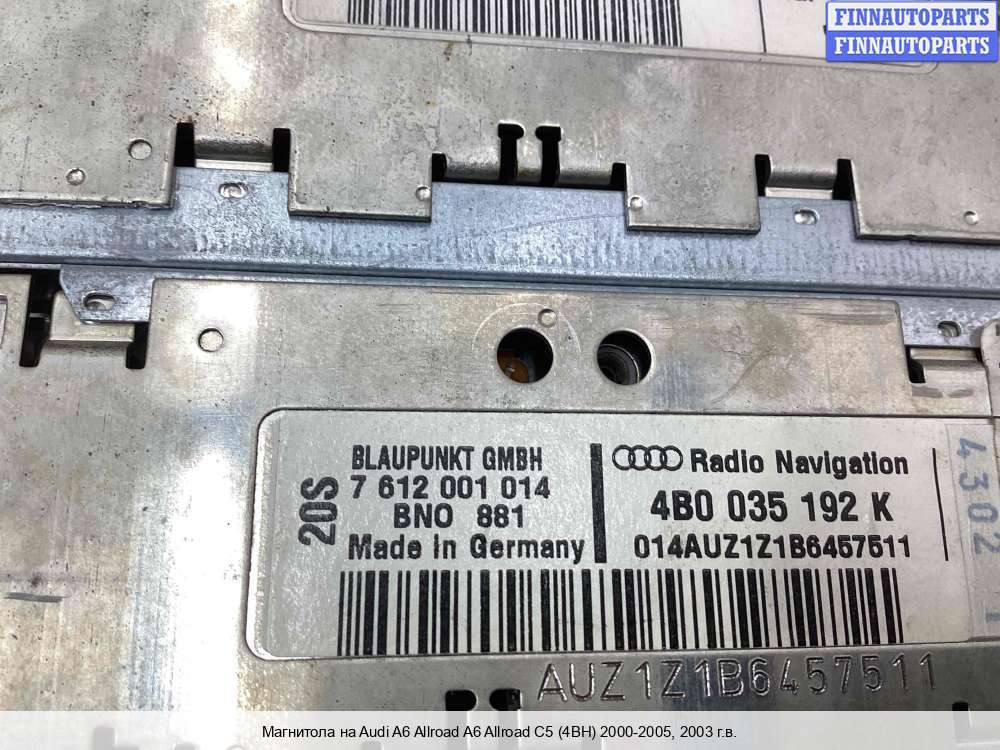 FINNAUTOPARTS
FINNAUTOPARTS
20S
BLAUPUNKT GMBH
7 612 001 014
BNO 881
Made in Germany
Radio Navigation
4B0 035 192 K
014AUZ1Z1B6457511
4302
AUZ1Z1B6457511
Магнитола на Audi A6 Allroad A6 Allroad C5 (4BH) 2000-2005, 2003 г.в.